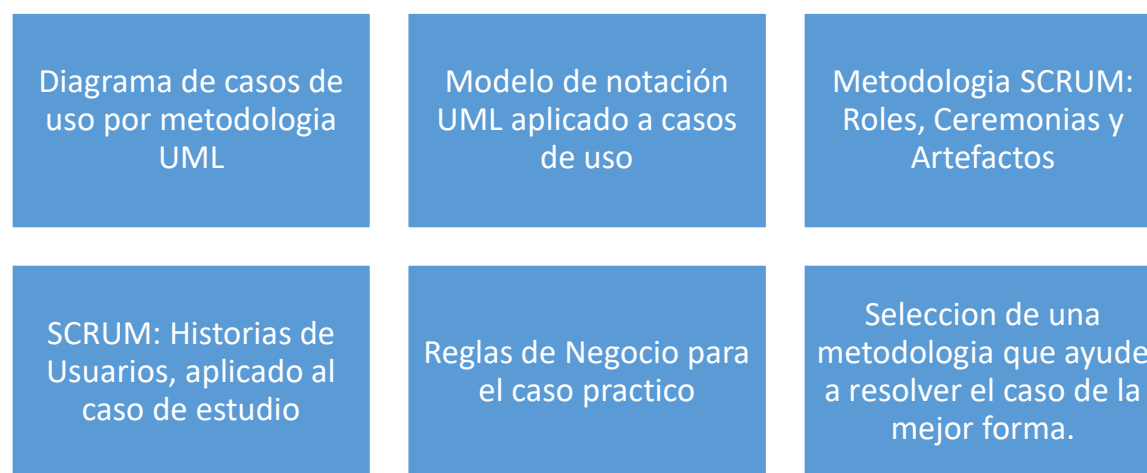 Diagrama de casos de
uso por metodologia
UML
Modelo de notación
UML aplicado a casos
de uso
Metodologia SCRUM:
Roles, Ceremonias y
Artefactos
SCRUM: Historias de
Usuarios, aplicado al
caso de estudio
Reglas de Negocio para
el caso practico
Seleccion de una
metodologia que ayude
a resolver el caso de la
mejor forma.